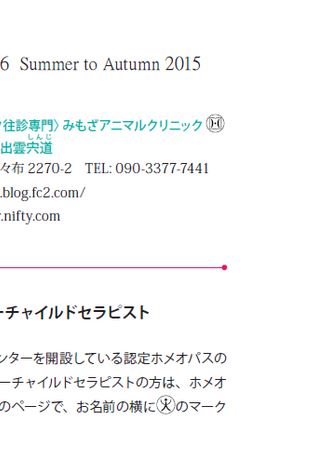 6 Summer to Autumn 2015
往診専門〉みもざアニマルクリニック
しんじ
出雲宍道
々布 2270-2 TEL: 090-3377-7441
.blog.fc2.com/
.nifty.com
ーチャイルドセラピスト
ンターを開設している認定ホメオパスの
ーチャイルドセラピストの方は、ホメオ
のページで、お名前の横に のマーク